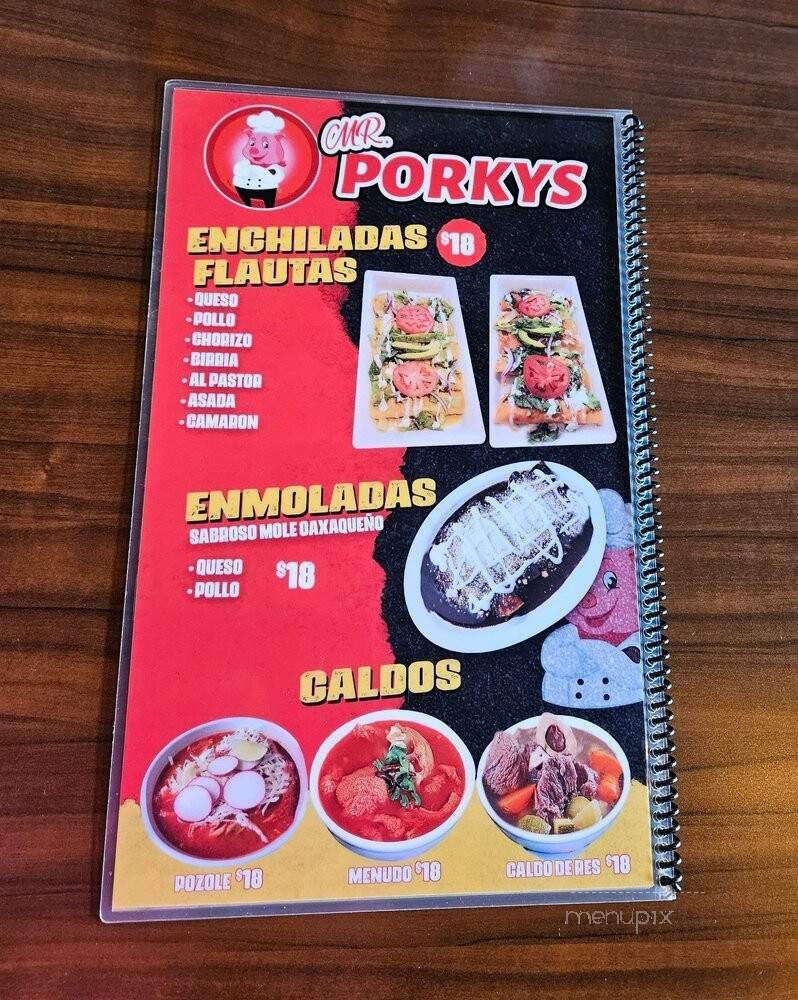 MR.
PORKYS
ENCHILADAS $18
FLAUTAS
• QUESO
• POLLO
• CHORIZO
• BIRRIA
• AL PASTOR
• ASADA
• CAMARON
ENMOLADAS
SABROSO MOLE OAXAQUEÑO
• QUESO
• POLLO
$18
CALDOS
POZOLE $18
MENUDO $18
CALDO DE RES $18
menupix